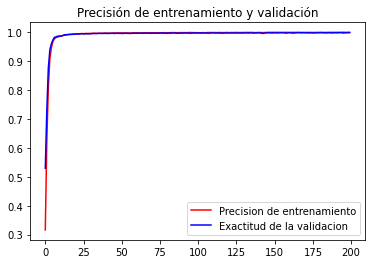 Precisión de entrenamiento y validación
1.0
0.9
0.8
0.7
0.6
0.5
0.4
0.3
0 25 50 75 100 125 150 175 200
Precision de entrenamiento
Exactitud de la validacion